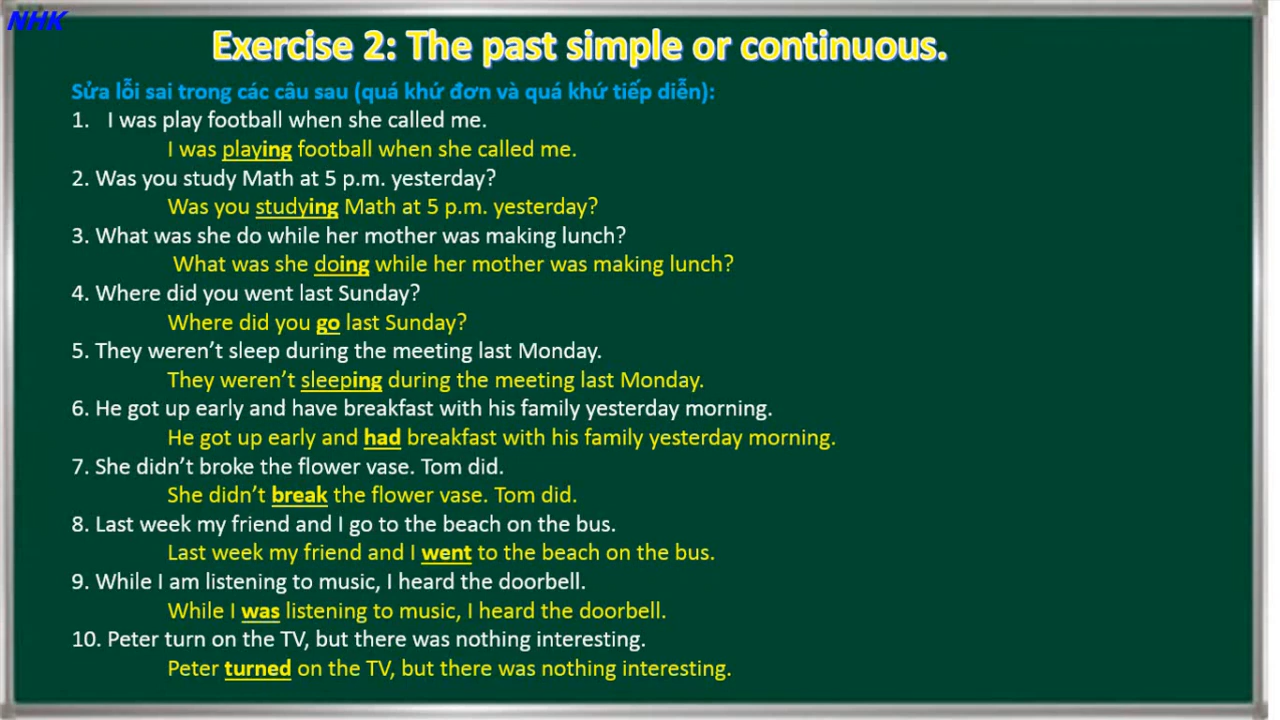 NHK
Exercise 2: The past simple or continuous.
Sửa lỗi sai trong các câu sau (quá khứ đơn và quá khứ tiếp diễn):
1. I was play football when she called me.
I was playing football when she called me.
2. Was you study Math at 5 p.m. yesterday?
Was you studying Math at 5 p.m. yesterday?
3. What was she do while her mother was making lunch?
What was she doing while her mother was making lunch?
4. Where did you went last Sunday?
Where did you go last Sunday?
5. They weren’t sleep during the meeting last Monday.
They weren’t sleeping during the meeting last Monday.
6. He got up early and have breakfast with his family yesterday morning.
He got up early and had breakfast with his family yesterday morning.
7. She didn’t broke the flower vase. Tom did.
She didn’t break the flower vase. Tom did.
8. Last week my friend and I go to the beach on the bus.
Last week my friend and I went to the beach on the bus.
9. While I am listening to music, I heard the doorbell.
While I was listening to music, I heard the doorbell.
10. Peter turn on the TV, but there was nothing interesting.
Peter turned on the TV, but there was nothing interesting.